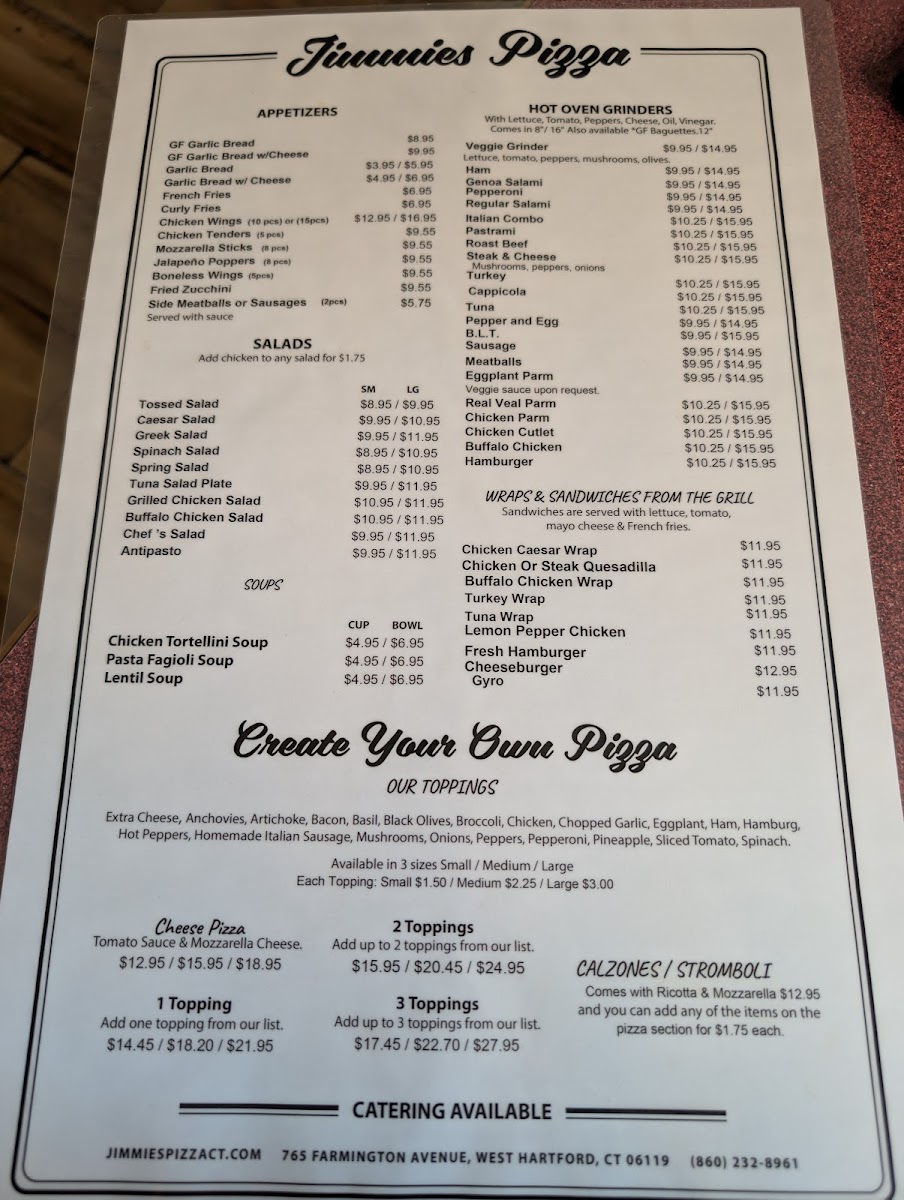 Jimmies Pizza
APPETIZERS
GF Garlic Bread $8.95
GF Garlic Bread w/Cheese $9.95
Garlic Bread $3.95 / $5.95
Garlic Bread w/ Cheese $4.95 / $6.95
French Fries $6.95
Curly Fries $6.95
Chicken Wings (10 pcs) or (15pcs) $12.95 / $16.95
Chicken Tenders (5 pcs) $9.55
Mozzarella Sticks (8 pcs) $9.55
Jalapeño Poppers (8 pcs) $9.55
Boneless Wings (5pcs) $9.55
Fried Zucchini $9.55
Side Meatballs or Sausages (2pcs) $5.75
Served with sauce
SALADS
Add chicken to any salad for $1.75
SM LG
Tossed Salad $8.95 / $9.95
Caesar Salad $9.95 / $10.95
Greek Salad $9.95 / $11.95
Spinach Salad $8.95 / $10.95
Spring Salad $8.95 / $10.95
Tuna Salad Plate $9.95 / $11.95
Grilled Chicken Salad $10.95 / $11.95
Buffalo Chicken Salad $10.95 / $11.95
Chef 's Salad $9.95 / $11.95
Antipasto $9.95 / $11.95
SOUPS
CUP BOWL
Chicken Tortellini Soup $4.95 / $6.95
Pasta Fagioli Soup $4.95 / $6.95
Lentil Soup $4.95 / $6.95
HOT OVEN GRINDERS
With Lettuce, Tomato, Peppers, Cheese, Oil, Vinegar.
Comes in 8"/ 16" Also available *GF Baguettes.12"
Veggie Grinder $9.95 / $14.95
Lettuce, tomato, peppers, mushrooms, olives.
Ham $9.95 / $14.95
Genoa Salami $9.95 / $14.95
Pepperoni $9.95 / $14.95
Regular Salami $9.95 / $14.95
Italian Combo $10.25 / $15.95
Pastrami $10.25 / $15.95
Roast Beef $10.25 / $15.95
Steak & Cheese $10.25 / $15.95
Mushrooms, peppers, onions
Turkey $10.25 / $15.95
Cappicola $10.25 / $15.95
Tuna $10.25 / $15.95
Pepper and Egg $9.95 / $14.95
B.L.T. $9.95 / $15.95
Sausage $9.95 / $14.95
Meatballs $9.95 / $14.95
Eggplant Parm $9.95 / $14.95
Veggie sauce upon request.
Real Veal Parm $10.25 / $15.95
Chicken Parm $10.25 / $15.95
Chicken Cutlet $10.25 / $15.95
Buffalo Chicken $10.25 / $15.95
Hamburger $10.25 / $15.95
WRAPS & SANDWICHES FROM THE GRILL
Sandwiches are served with lettuce, tomato,
mayo cheese & French fries.
Chicken Caesar Wrap $11.95
Chicken Or Steak Quesadilla $11.95
Buffalo Chicken Wrap $11.95
Turkey Wrap $11.95
Tuna Wrap $11.95
Lemon Pepper Chicken $11.95
Fresh Hamburger $11.95
Cheeseburger $12.95
Gyro $11.95
Create Your Own Pizza
OUR TOPPINGS
Extra Cheese, Anchovies, Artichoke, Bacon, Basil, Black Olives, Broccoli, Chicken, Chopped Garlic, Eggplant, Ham, Hamburg,
Hot Peppers, Homemade Italian Sausage, Mushrooms, Onions, Peppers, Pepperoni, Pineapple, Sliced Tomato, Spinach.
Available in 3 sizes Small / Medium / Large
Each Topping: Small $1.50 / Medium $2.25 / Large $3.00
Cheese Pizza
Tomato Sauce & Mozzarella Cheese.
$12.95 / $15.95 / $18.95
1 Topping
Add one topping from our list.
$14.45 / $18.20 / $21.95
2 Toppings
Add up to 2 toppings from our list.
$15.95 / $20.45 / $24.95
3 Toppings
Add up to 3 toppings from our list.
$17.45 / $22.70 / $27.95
CALZONES / STROMBOLI
Comes with Ricotta & Mozzarella $12.95
and you can add any of the items on the
pizza section for $1.75 each.
CATERING AVAILABLE
JIMMIESPIZZACT.COM 765 FARMINGTON AVENUE, WEST HARTFORD, CT 06119 (860) 232-8961